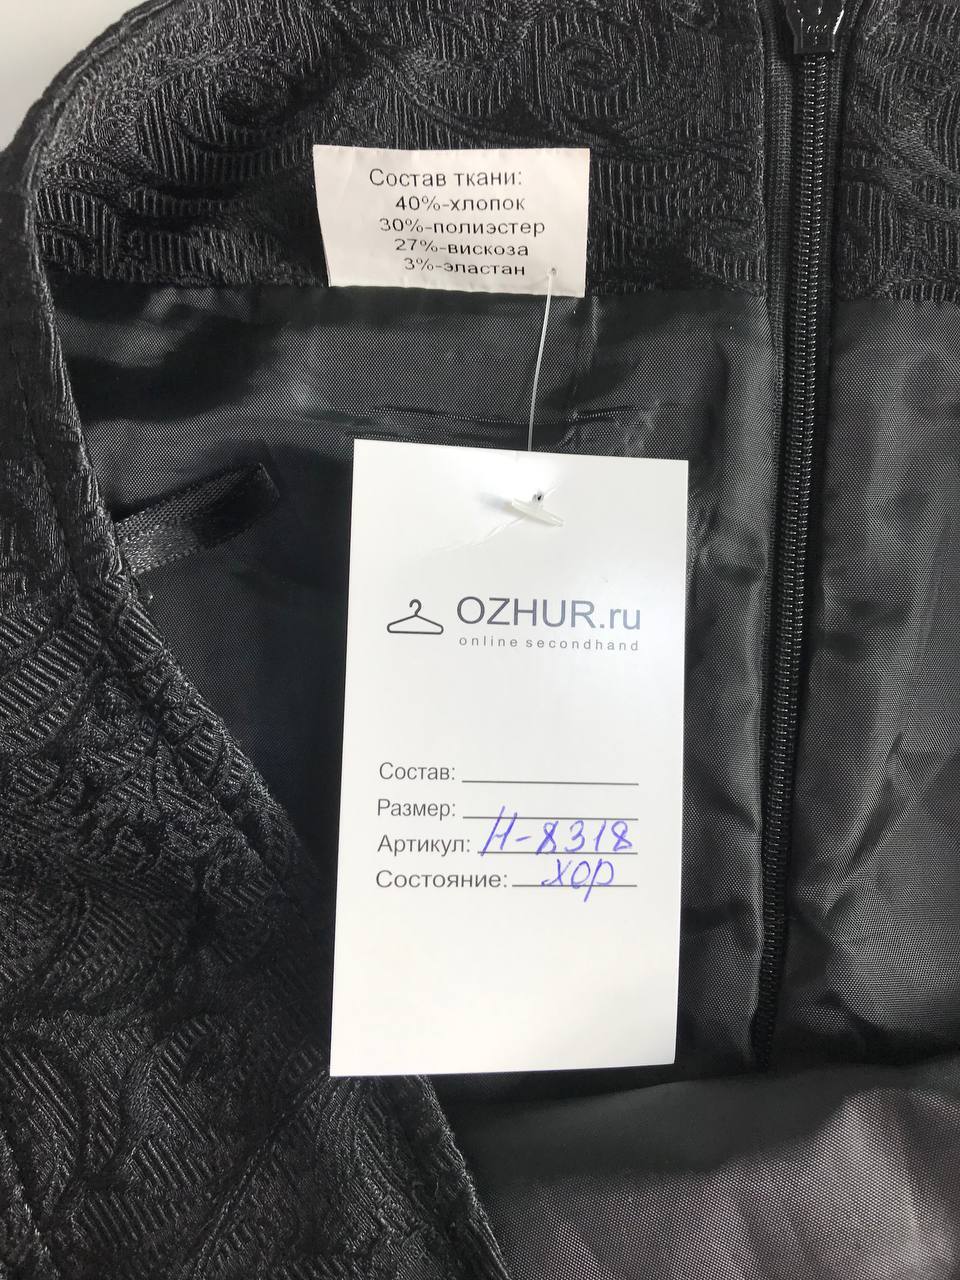 Состав ткани:
40%-хлопок
30%-полиэстер
27%-вискоза
3%-эластан
OZHUR.ru
online secondhand
Состав:
Размер:
Артикул: Н-8318
Состояние: хор